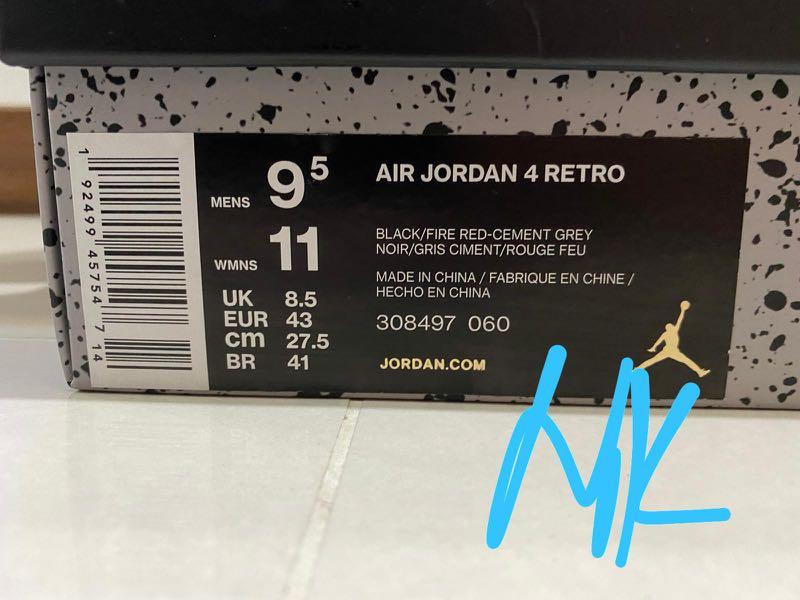 1 92499 45754 7 14
MENS 9 5
WMNS 11
UK 8.5
EUR 43
cm 27.5
BR 41
AIR JORDAN 4 RETRO
BLACK/FIRE RED-CEMENT GREY
NOIR/GRIS CIMENT/ROUGE FEU
MADE IN CHINA / FABRIQUE EN CHINE /
HECHO EN CHINA
308497 060
JORDAN.COM
MK